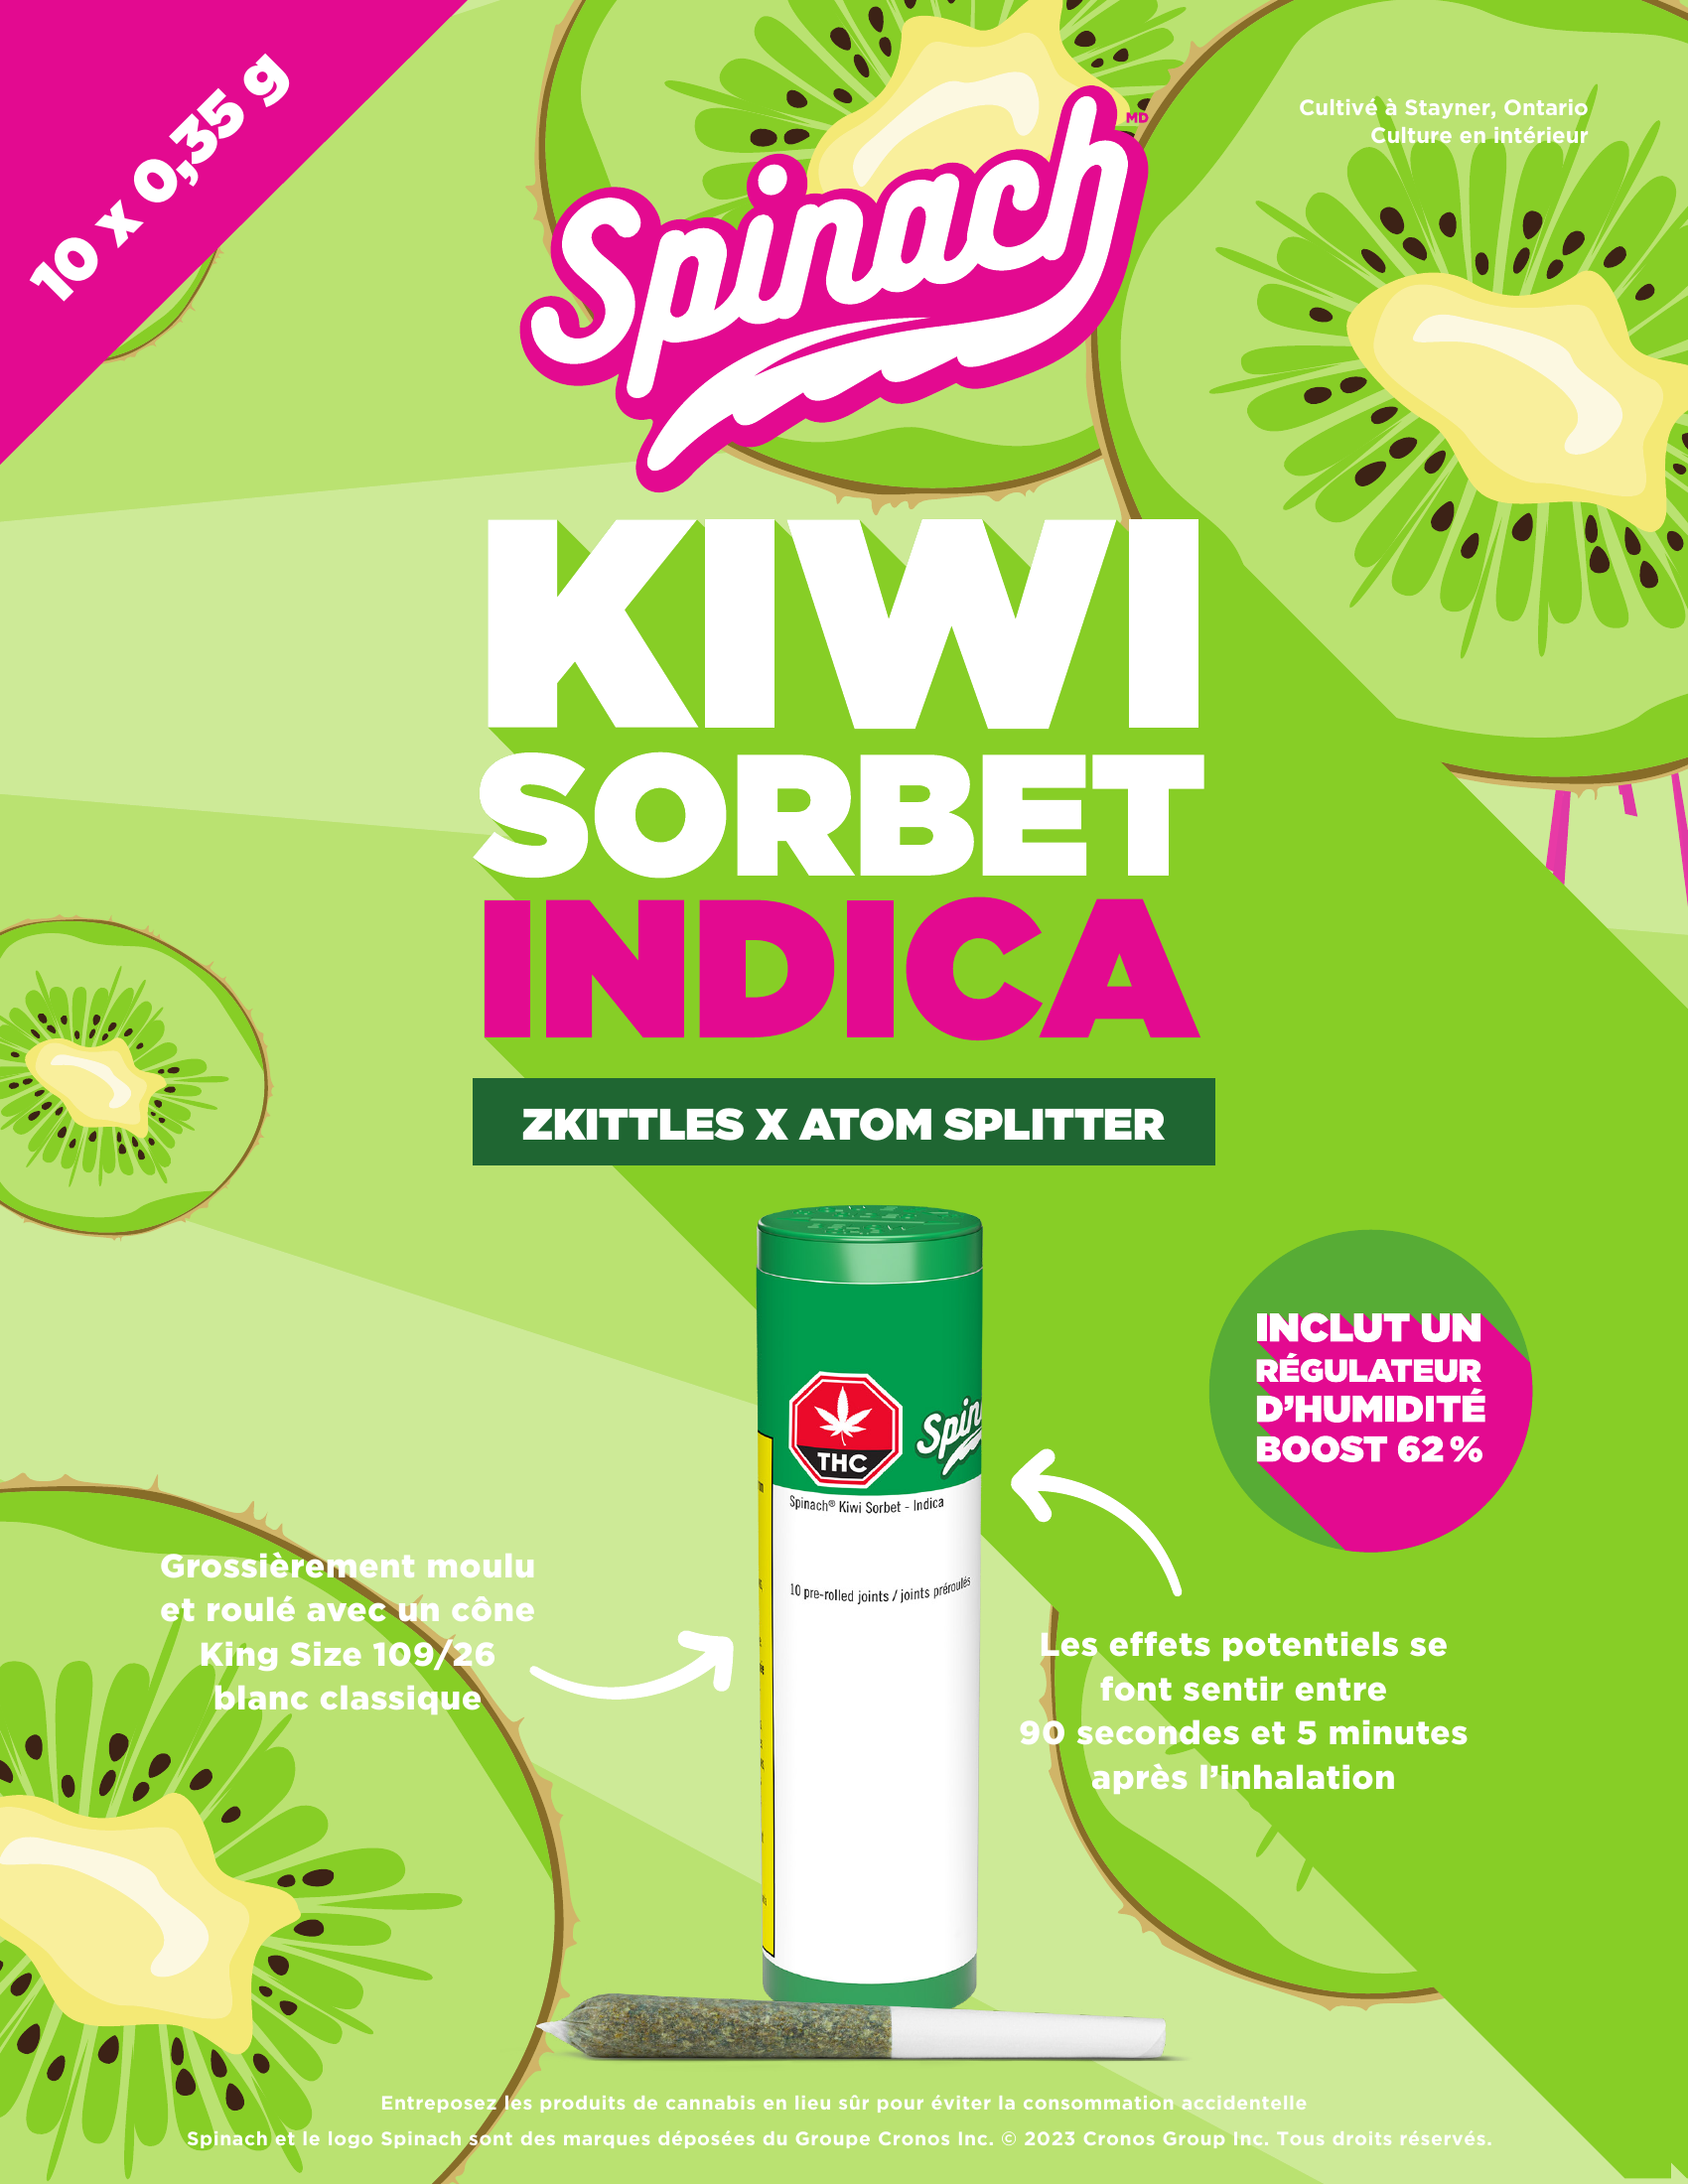 10 x 0,35 g
Cultivé à Stayner, Ontario
Culture en intérieur
Spinach MD
KIWI
SORBET
INDICA
ZKITTLES X ATOM SPLITTER
INCLUT UN
RÉGULATEUR
D'HUMIDITÉ
BOOST 62 %
THC
Spinach® Kiwi Sorbet - Indica
10 pre-rolled joints / joints préroulés
Grossièrement moulu
et roulé avec un cône
King Size 109/26
blanc classique
Les effets potentiels se
font sentir entre
90 secondes et 5 minutes
après l'inhalation
Entreposez les produits de cannabis en lieu sûr pour éviter la consommation accidentelle
Spinach et le logo Spinach sont des marques déposées du Groupe Cronos Inc. © 2023 Cronos Group Inc. Tous droits réservés.